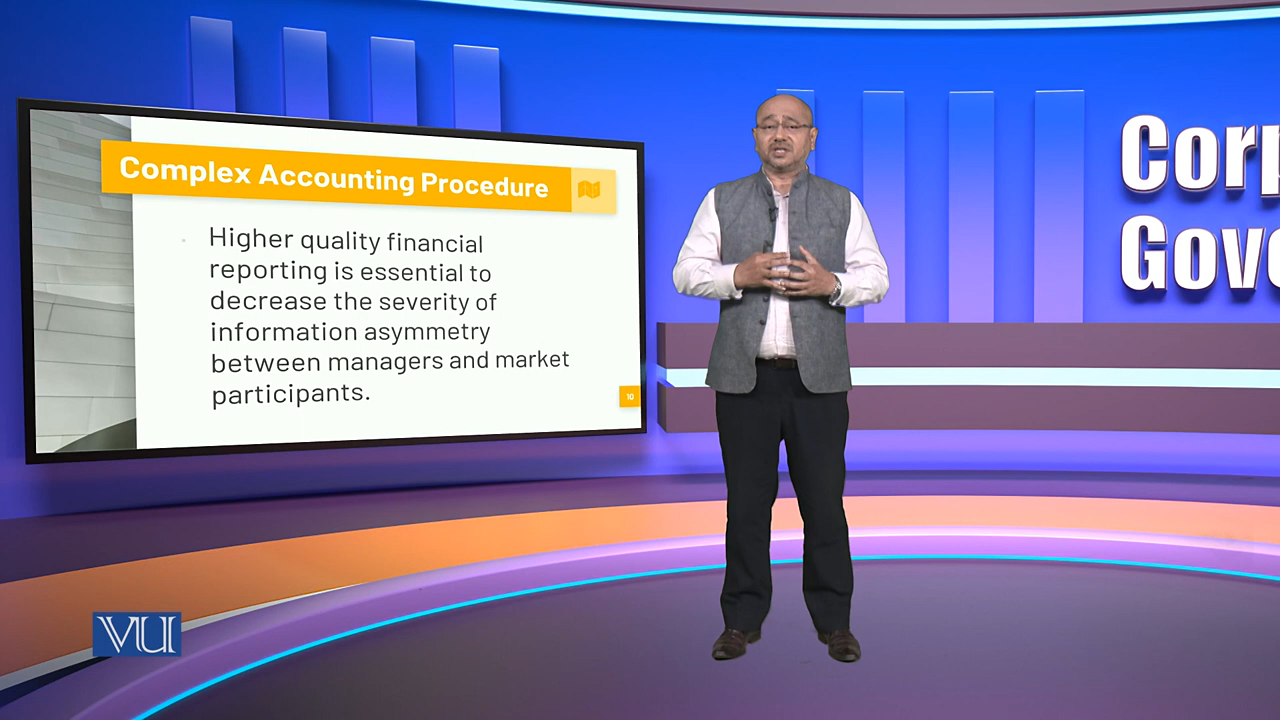 Complex Accounting Procedure
Higher quality financial
reporting is essential to
decrease the severity of
information asymmetry
between managers and market
participants.
10
Corp
Gove
VU